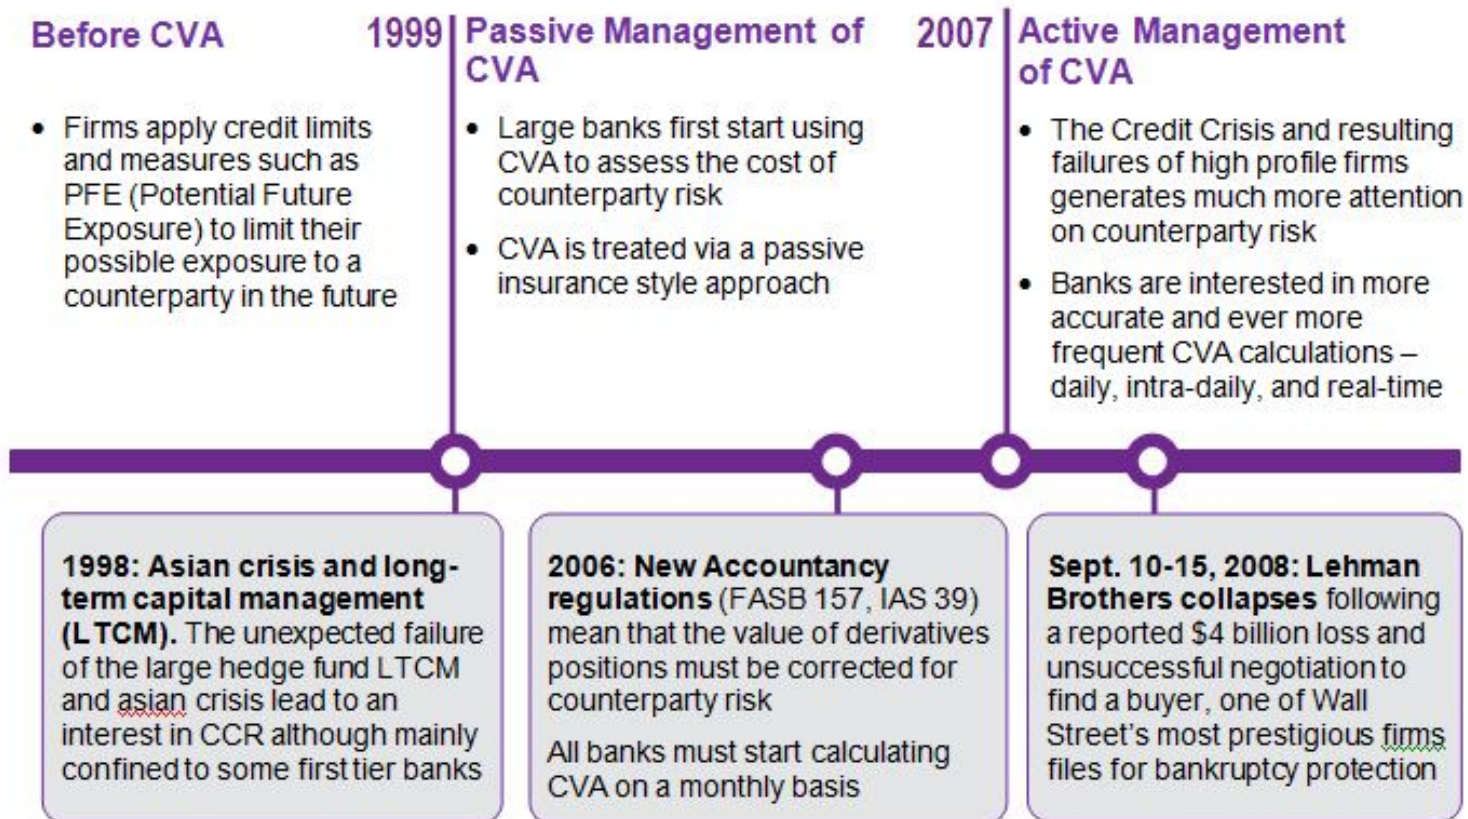 Before CVA
• Firms apply credit limits
and measures such as
PFE (Potential Future
Exposure) to limit their
possible exposure to a
counterparty in the future
1999
Passive Management of
CVA
• Large banks first start using
CVA to assess the cost of
counterparty risk
• CVA is treated via a passive
insurance style approach
2007
Active Management
of CVA
• The Credit Crisis and resulting
failures of high profile firms
generates much more attention
on counterparty risk
• Banks are interested in more
accurate and ever more
frequent CVA calculations –
daily, intra-daily, and real-time
1998: Asian crisis and long-
term capital management
(LTCM). The unexpected failure
of the large hedge fund LTCM
and asian crisis lead to an
interest in CCR although mainly
confined to some first tier banks
2006: New Accountancy
regulations (FASB 157, IAS 39)
mean that the value of derivatives
positions must be corrected for
counterparty risk
All banks must start calculating
CVA on a monthly basis
Sept. 10-15, 2008: Lehman
Brothers collapses following
a reported $4 billion loss and
unsuccessful negotiation to
find a buyer, one of Wall
Street’s most prestigious firms
files for bankruptcy protection